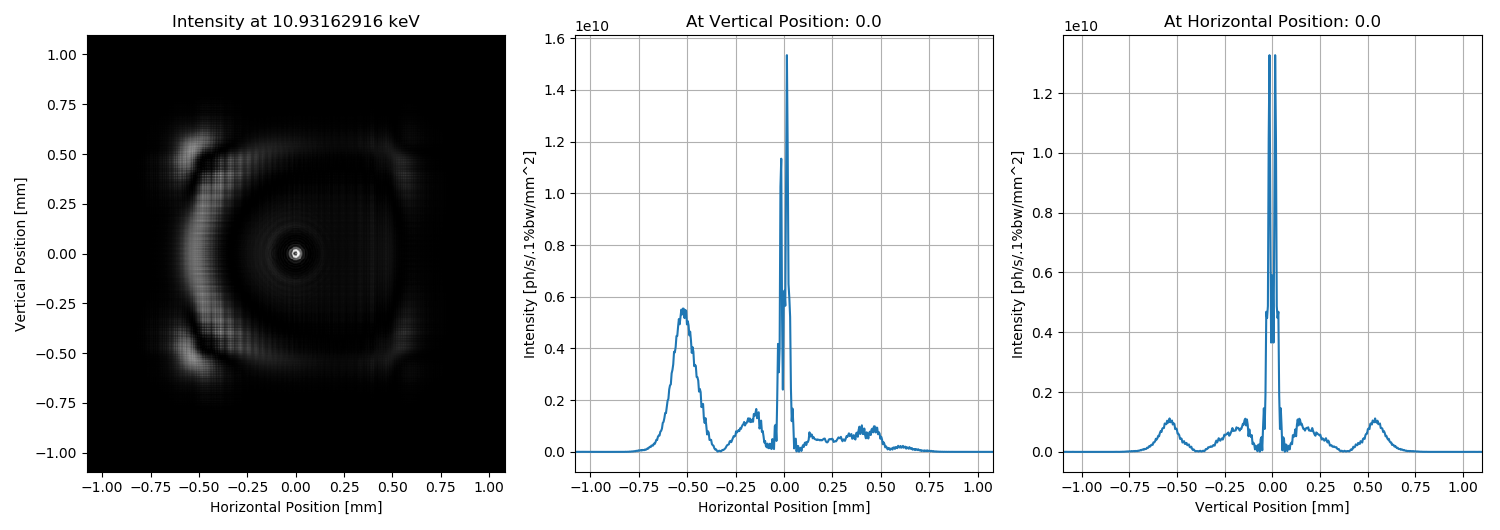 Intensity at 10.93162916 keV
Vertical Position [mm]
1.00
0.75
0.50
0.25
0.00
−0.25
−0.50
−0.75
−1.00
−1.00 −0.75 −0.50 −0.25 0.00 0.25 0.50 0.75 1.00
Horizontal Position [mm]
At Vertical Position: 0.0
1e10
Intensity [ph/s/.1%bw/mm^2]
1.6
1.4
1.2
1.0
0.8
0.6
0.4
0.2
0.0
−1.00 −0.75 −0.50 −0.25 0.00 0.25 0.50 0.75 1.00
Horizontal Position [mm]
At Horizontal Position: 0.0
1e10
Intensity [ph/s/.1%bw/mm^2]
1.2
1.0
0.8
0.6
0.4
0.2
0.0
−1.00 −0.75 −0.50 −0.25 0.00 0.25 0.50 0.75 1.00
Vertical Position [mm]